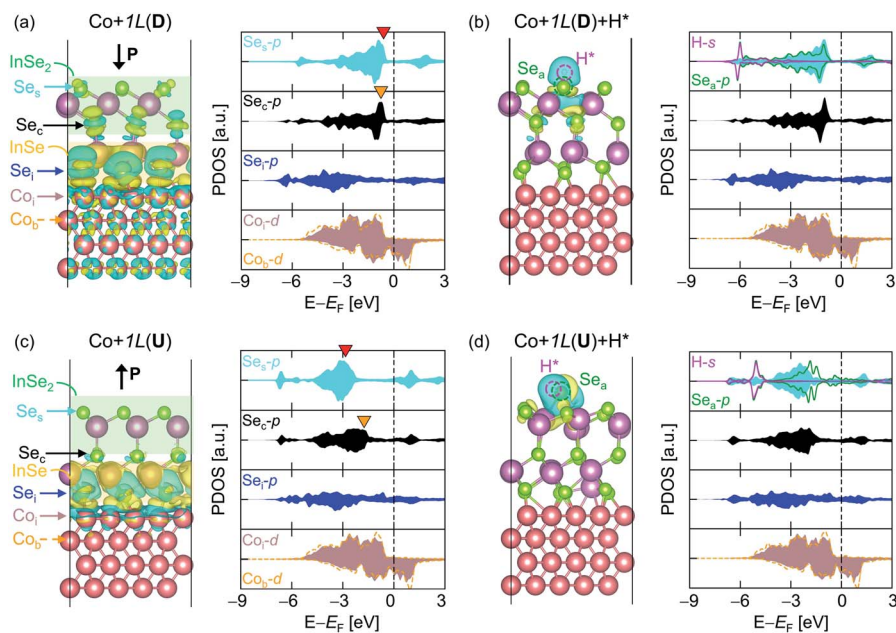 (a) Co+1L(D)
P
InSe2
Ses
Sec
InSe
Sei
Coi
Cob
PDOS [a.u.]
Ses-p
Sec-p
Sei-p
Coi-d
Cob-d
−9 −6 −3 0 3
E−EF [eV]
(b) Co+1L(D)+H*
H*
Sea
PDOS [a.u.]
H-s
Sea-p
−9 −6 −3 0 3
E−EF [eV]
(c) Co+1L(U)
P
InSe2
Ses
Sec
InSe
Sei
Coi
Cob
PDOS [a.u.]
Ses-p
Sec-p
Sei-p
Coi-d
Cob-d
−9 −6 −3 0 3
E−EF [eV]
(d) Co+1L(U)+H*
H*
Sea
PDOS [a.u.]
H-s
Sea-p
−9 −6 −3 0 3
E−EF [eV]